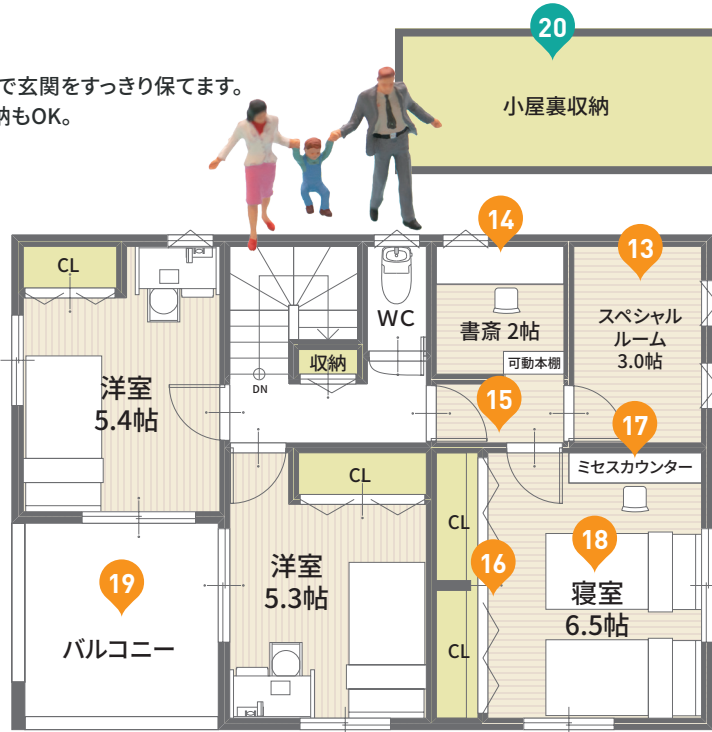 で玄関をすっきり保てます。
納もOK。
20
小屋裏収納
14
13
CL
WC
書斎 2帖
スペシャル
ルーム
3.0帖
可動本棚
収納
DN
洋室
5.4帖
15
17
ミセスカウンター
CL
CL
16
18
寝室
6.5帖
洋室
5.3帖
19
バルコニー
CL